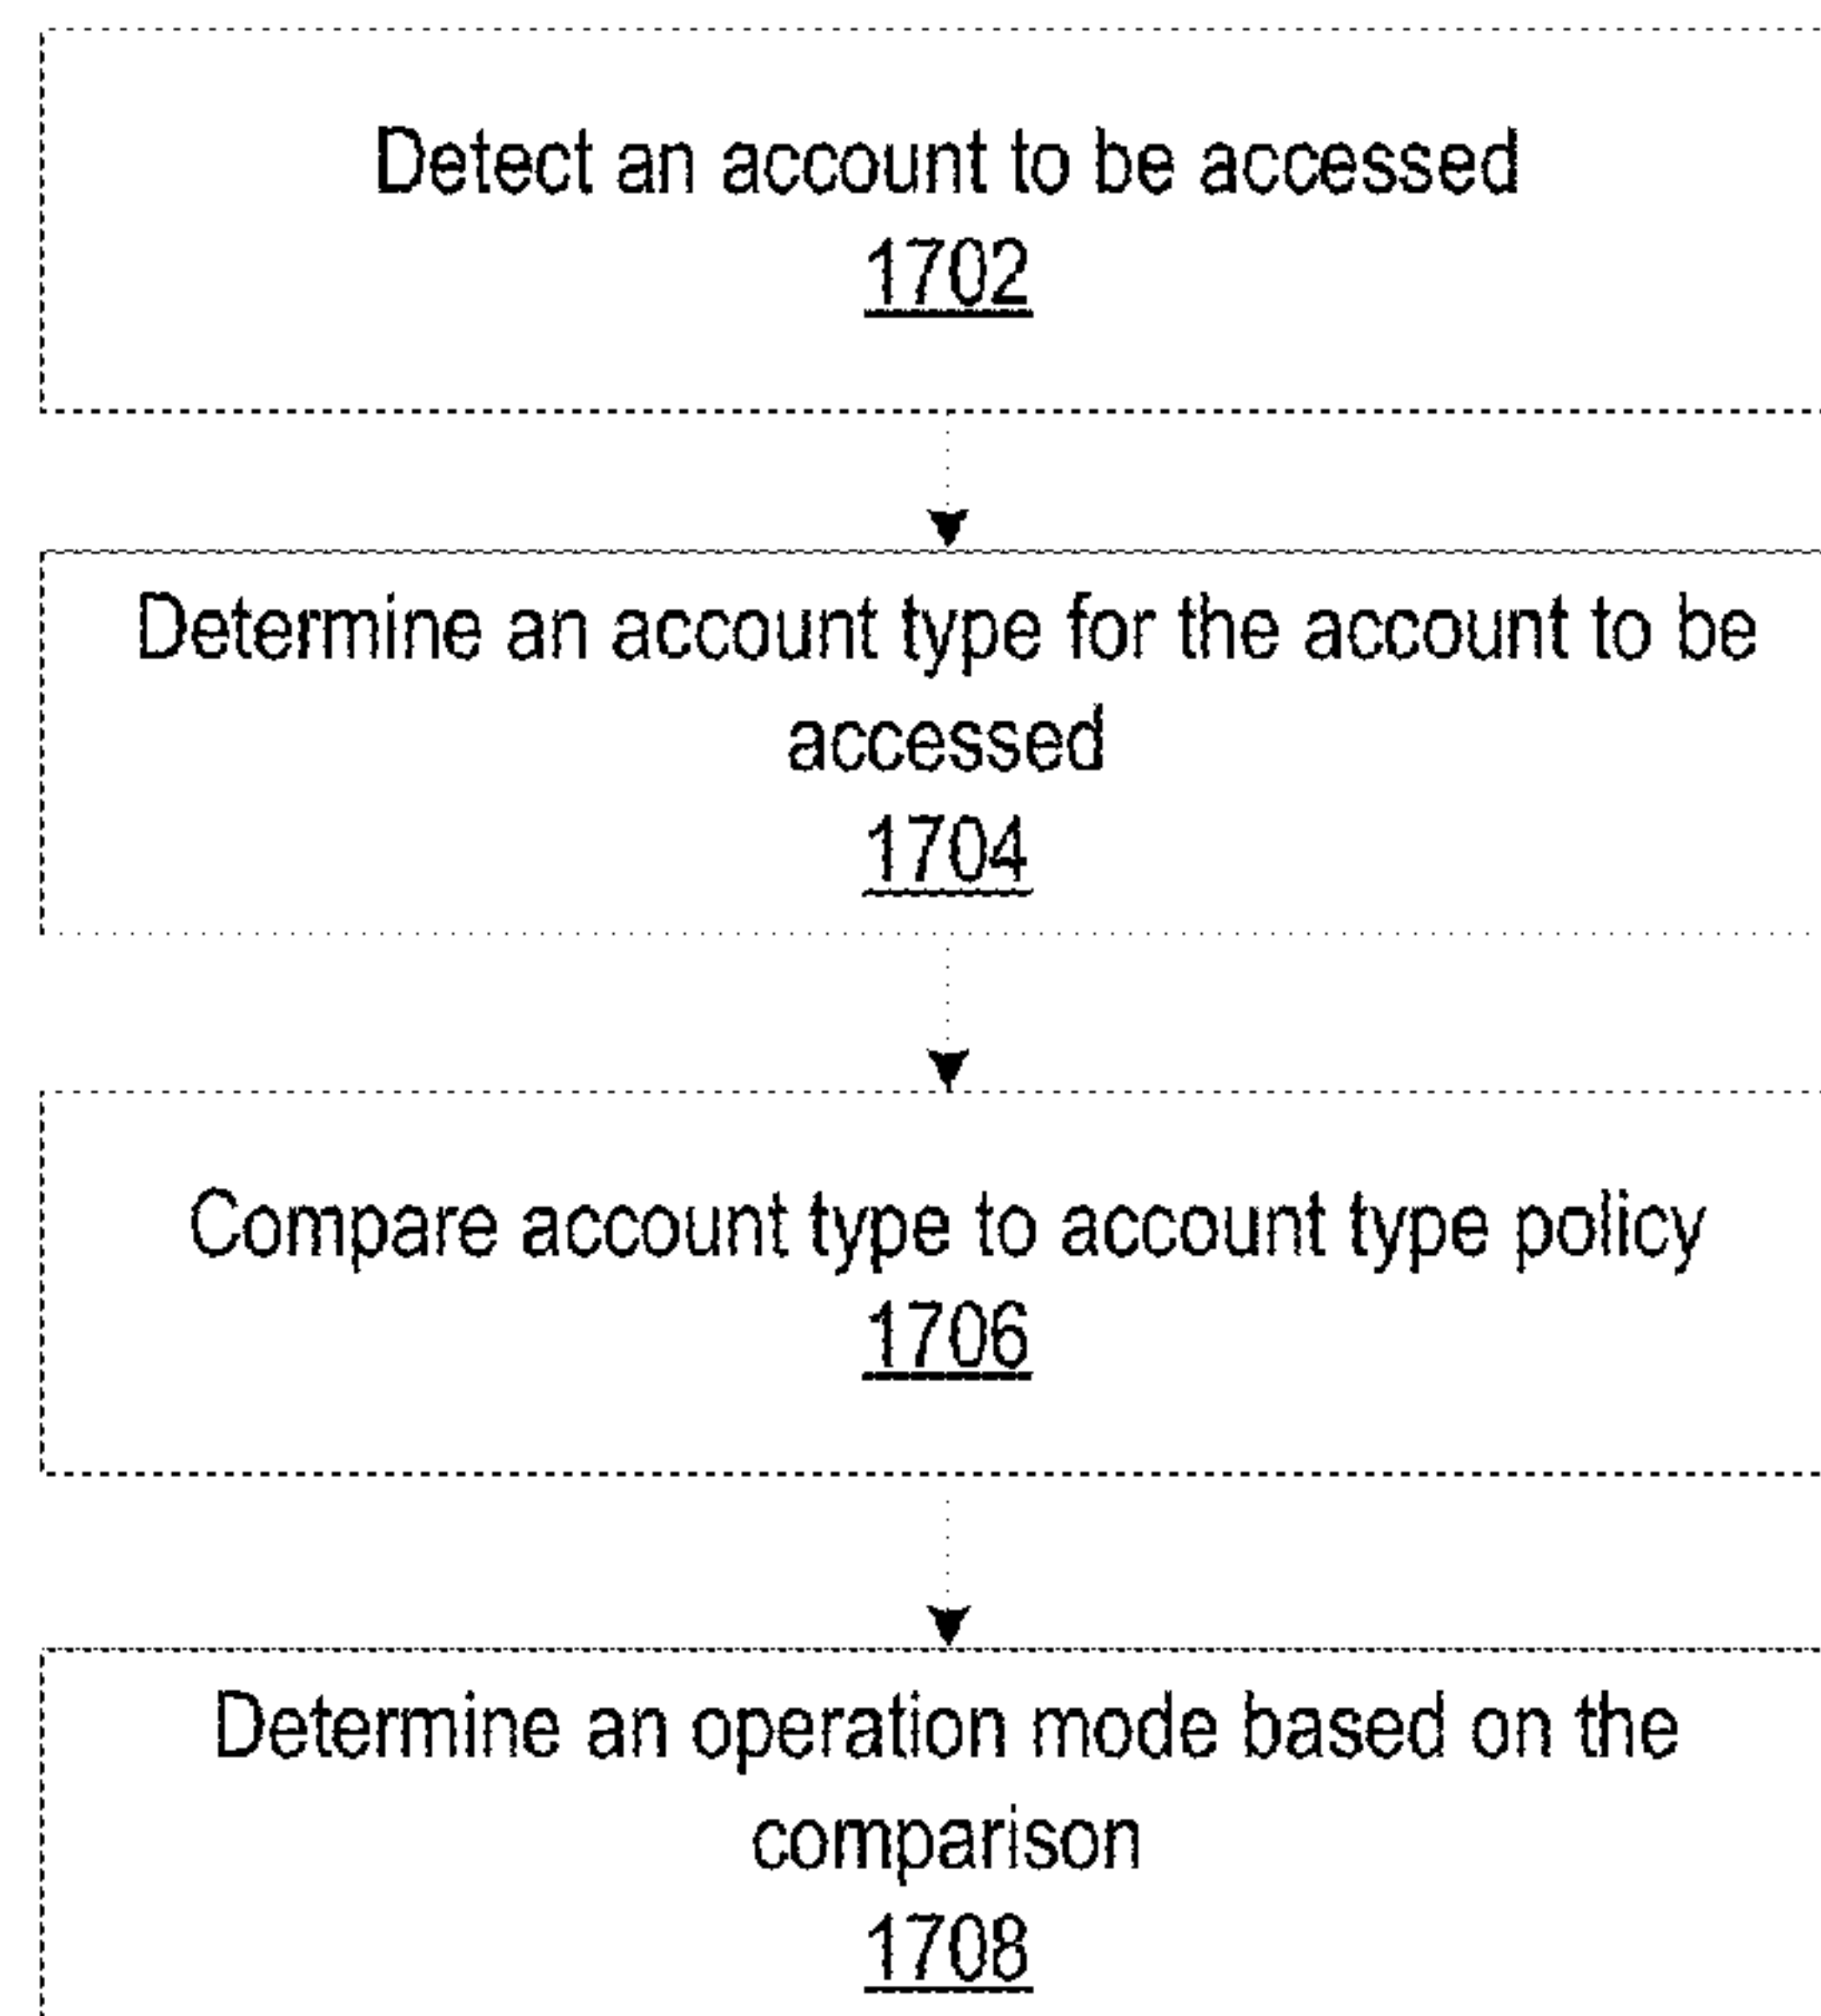 Detect an account to be accessed
1702
Determine an account type for the account to be
accessed
1704
Compare account type to account type policy
1706
Determine an operation mode based on the
comparison
1708